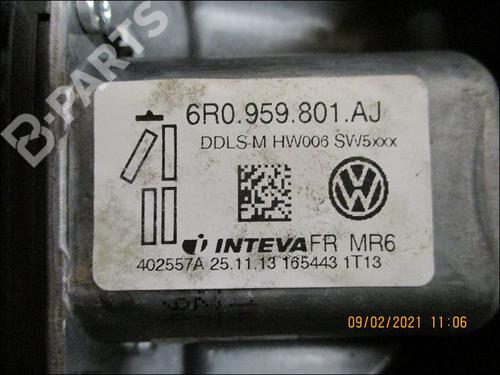 B-PARTS
6R0.959.801.AJ
DDLS-M HW006 SW5xxx
INTEVA FR MR6
402557A 25.11.13 165443 1T13
09/02/2021 11:06